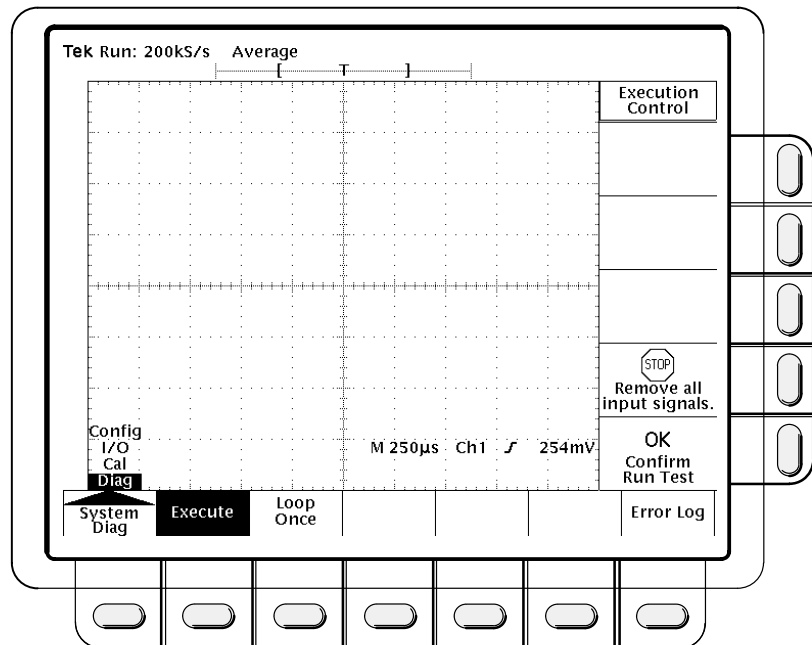 Tek Run: 200kS/s Average
[ T ]
Execution
Control
STOP
Remove all
input signals.
Config
I/O
Cal
Diag
M 250µs Ch1 254mV
OK
Confirm
Run Test
System
Diag
Execute
Loop
Once
Error Log